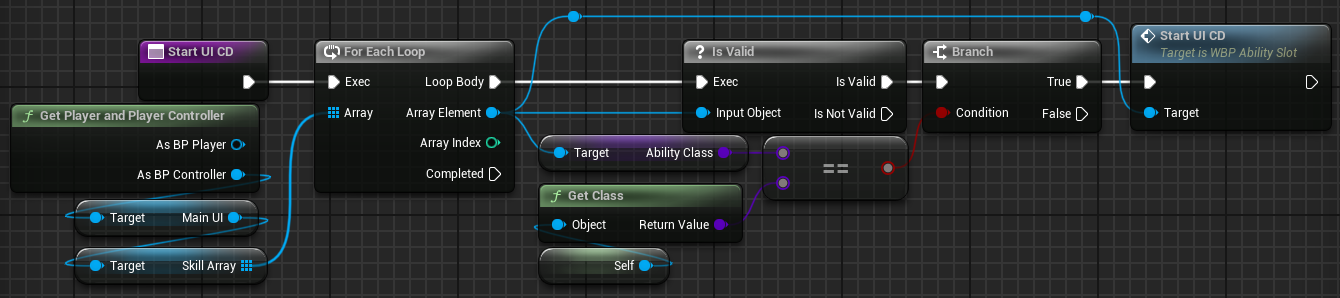 Start UI CD
For Each Loop
Exec
Loop Body
Array
Array Element
Array Index
Completed
f Get Player and Player Controller
As BP Player
As BP Controller
Target Main UI
Target Skill Array
? Is Valid
Exec
Is Valid
Input Object
Is Not Valid
Target Ability Class
==
f Get Class
Object Return Value
Self
Branch
True
Condition
False
Start UI CD
Target is WBP Ability Slot
Target